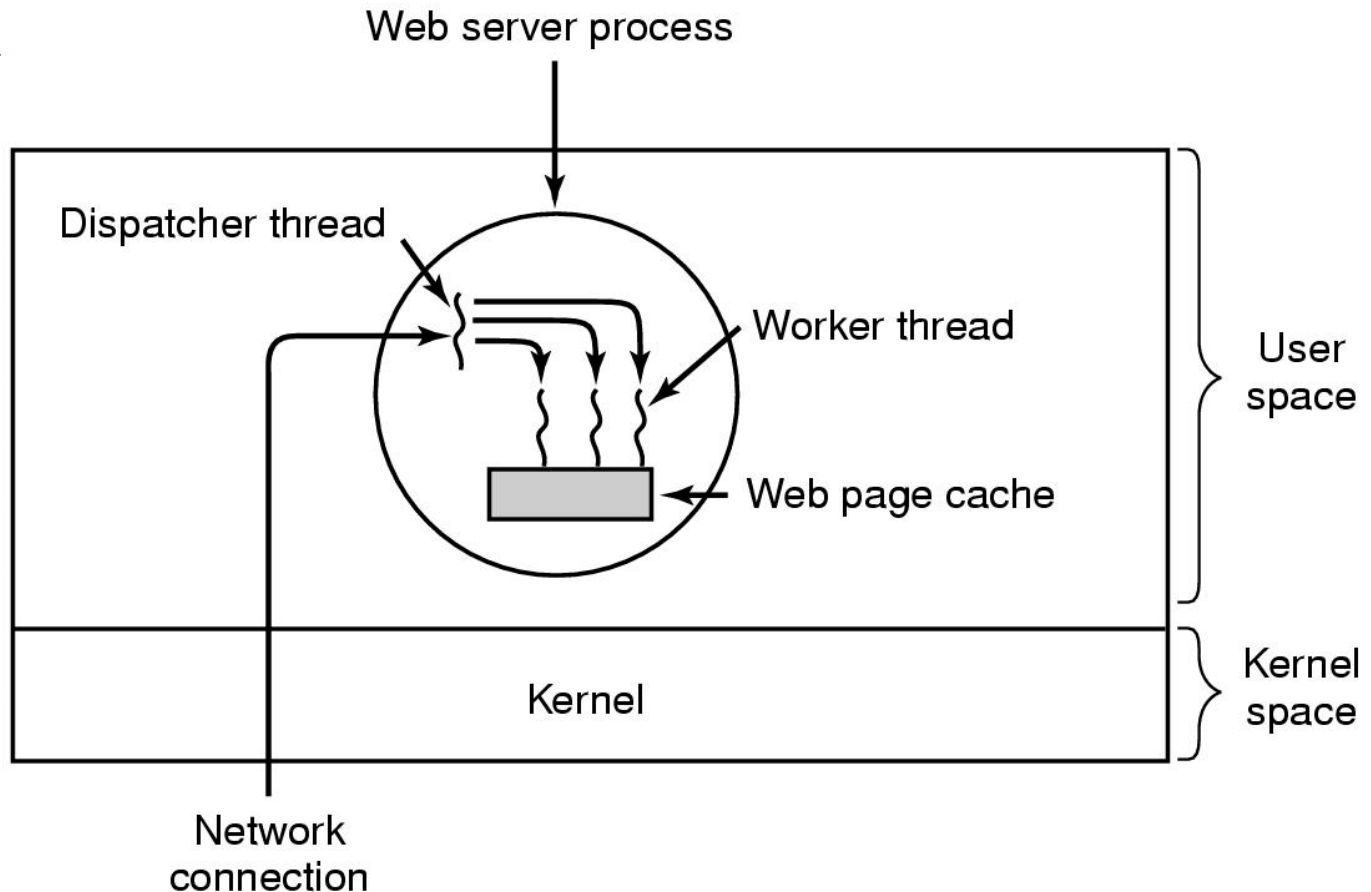 Web server process
Dispatcher thread
Worker thread
User
space
Web page cache
Kernel
Kernel
space
Network
connection